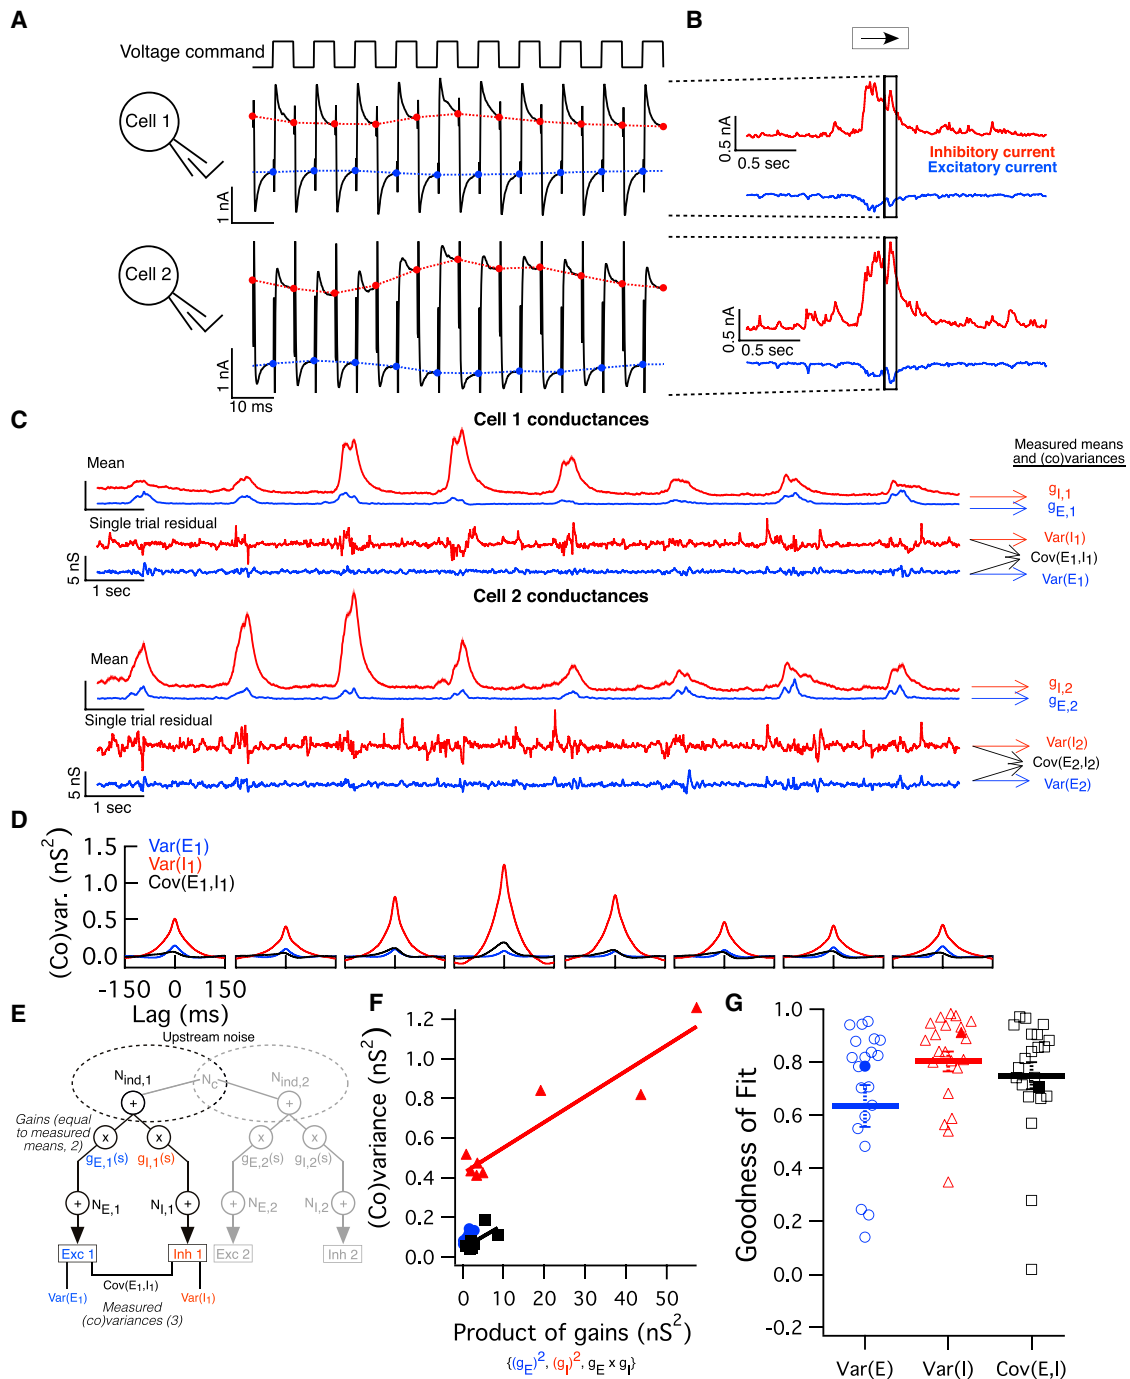 A
Voltage command
Cell 1
1 nA
Cell 2
1 nA
10 ms
B
0.5 nA
0.5 sec
Inhibitory current
Excitatory current
0.5 nA
0.5 sec
C
Cell 1 conductances
Measured means
and (co)variances
Mean
gI,1
gE,1
Single trial residual
Var(I1)
Cov(E1,I1)
Var(E1)
5 nS
1 sec
Cell 2 conductances
Mean
gI,2
gE,2
Single trial residual
Var(I2)
Cov(E2,I2)
Var(E2)
5 nS
1 sec
D
(Co)var. (nS2)
1.5
1.0
0.5
0.0
Var(E1)
Var(I1)
Cov(E1,I1)
-150 0 150
Lag (ms)
E
Upstream noise
Nind,1
Nc
Nind,2
+
+
Gains (equal
to measured
means, 2)
x x x x
gE,1(s) gI,1(s) gE,2(s) gI,2(s)
+ NE,1 NI,1 + + NE,2 NI,2 +
Exc 1 Inh 1 Exc 2 Inh 2
Cov(E1,I1)
Var(E1) Var(I1)
Measured
(co)variances (3)
F
(Co)variance (nS2)
1.2
1.0
0.8
0.6
0.4
0.2
0.0
0 10 20 30 40 50
Product of gains (nS2)
{(gE)2, (gI)2, gE x gI}
G
Goodness of Fit
1.0
0.8
0.6
0.4
0.2
0.0
-0.2
Var(E) Var(I) Cov(E,I)